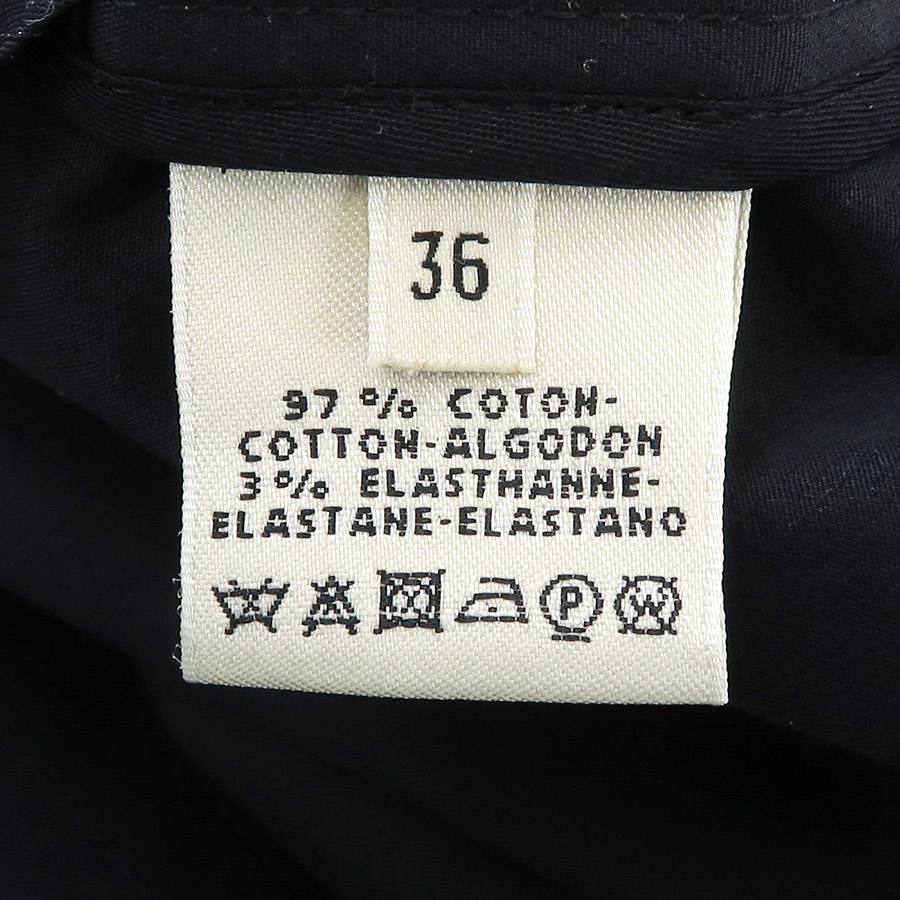 36
97 % COTON-
COTTON-ALGODON
3% ELASTHANNE-
ELASTANE-ELASTANO
P W